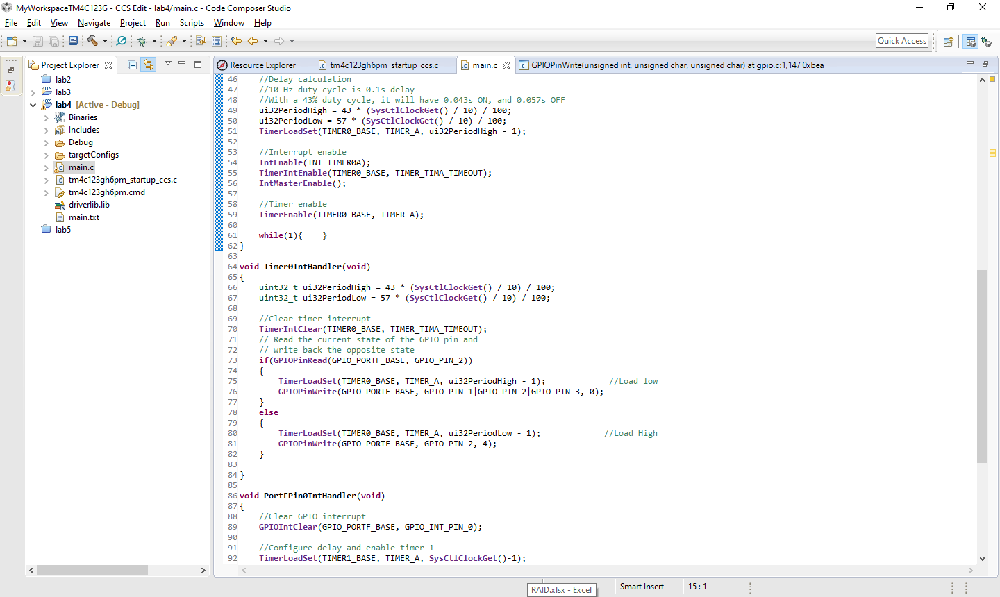 MyWorkspaceTM4C123G - CCS Edit - lab4/main.c - Code Composer Studio
File Edit View Navigate Project Run Scripts Window Help
Quick Access
Project Explorer
lab2
lab3
lab4 [Active - Debug]
Binaries
Includes
Debug
targetConfigs
main.c
tm4c123gh6pm_startup_ccs.c
tm4c123gh6pm.cmd
driverlib.lib
main.txt
lab5
Resource Explorer
tm4c123gh6pm_startup_ccs.c
main.c
GPIOPinWrite(unsigned int, unsigned char, unsigned char) at gpio.c:1,147 0xbea
46 //Delay calculation
47 //10 Hz duty cycle is 0.1s delay
48 //With a 43% duty cycle, it will have 0.043s ON, and 0.057s OFF
49 ui32PeriodHigh = 43 * (SysCtlClockGet() / 10) / 100;
50 ui32PeriodLow = 57 * (SysCtlClockGet() / 10) / 100;
51 TimerLoadSet(TIMER0_BASE, TIMER_A, ui32PeriodHigh - 1);
52
53 //Interrupt enable
54 IntEnable(INT_TIMER0A);
55 TimerIntEnable(TIMER0_BASE, TIMER_TIMA_TIMEOUT);
56 IntMasterEnable();
57
58 //Timer enable
59 TimerEnable(TIMER0_BASE, TIMER_A);
60
61 while(1){ }
62 }
63
64 void Timer0IntHandler(void)
65 {
66 uint32_t ui32PeriodHigh = 43 * (SysCtlClockGet() / 10) / 100;
67 uint32_t ui32PeriodLow = 57 * (SysCtlClockGet() / 10) / 100;
68
69 //Clear timer interrupt
70 TimerIntClear(TIMER0_BASE, TIMER_TIMA_TIMEOUT);
71 // Read the current state of the GPIO pin and
72 // write back the opposite state
73 if(GPIOPinRead(GPIO_PORTF_BASE, GPIO_PIN_2))
74 {
75 TimerLoadSet(TIMER0_BASE, TIMER_A, ui32PeriodHigh - 1); //Load low
76 GPIOPinWrite(GPIO_PORTF_BASE, GPIO_PIN_1|GPIO_PIN_2|GPIO_PIN_3, 0);
77 }
78 else
79 {
80 TimerLoadSet(TIMER0_BASE, TIMER_A, ui32PeriodLow - 1); //Load High
81 GPIOPinWrite(GPIO_PORTF_BASE, GPIO_PIN_2, 4);
82 }
83
84 }
85
86 void PortFPin0IntHandler(void)
87 {
88 //Clear GPIO interrupt
89 GPIOIntClear(GPIO_PORTF_BASE, GPIO_INT_PIN_0);
90
91 //Configure delay and enable timer 1
92 TimerLoadSet(TIMER1_BASE, TIMER_A, SysCtlClockGet()-1);
RAID.xlsx - Excel
Smart Insert
15 : 1